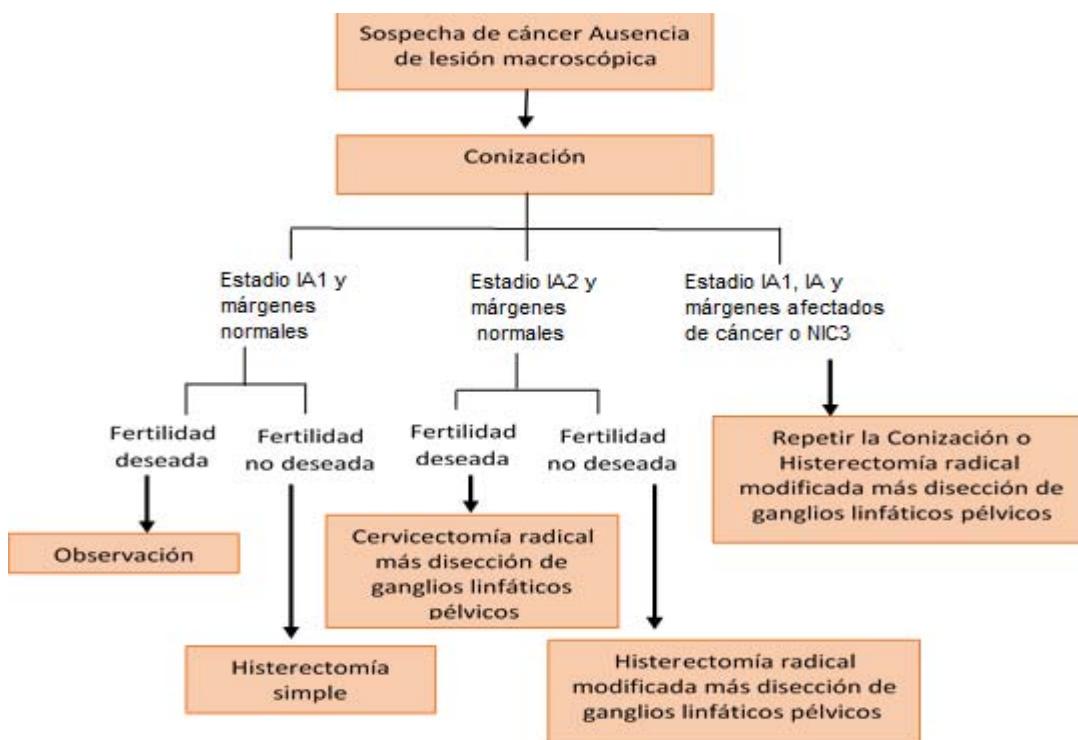 Sospecha de cáncer Ausencia
de lesión macroscópica
Conización
Estadio IA1 y
márgenes
normales
Estadio IA2 y
márgenes
normales
Estadio IA1, IA y
márgenes afectados
de cáncer o NIC3
Fertilidad
deseada
Fertilidad
no deseada
Fertilidad
deseada
Fertilidad
no deseada
Repetir la Conización o
Histerectomía radical
modificada más disección de
ganglios linfáticos pélvicos
Observación
Cervicectomía radical
más disección de
ganglios linfáticos
pélvicos
Histerectomía
simple
Histerectomía radical
modificada más disección de
ganglios linfáticos pélvicos